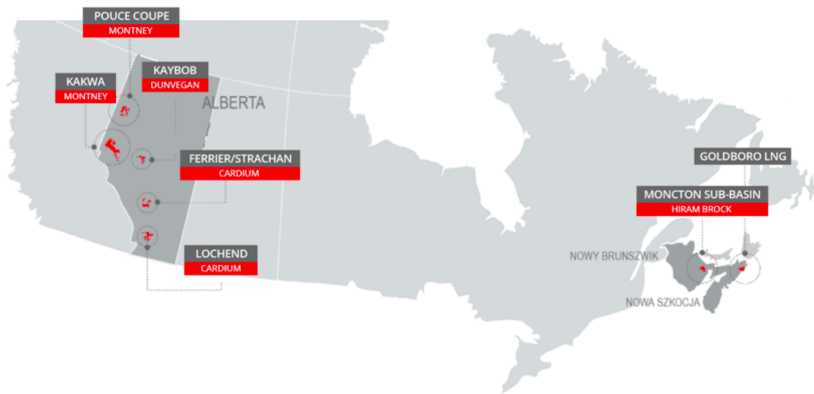 POUCE COUPE
MONTNEY
KAKWA
MONTNEY
KAYBOB
DUNVEGAN
ALBERTA
FERRIER/STRACHAN
CARDIUM
LOCHEND
CARDIUM
GOLDBORO LNG
MONCTON SUB-BASIN
HIRAM BROCK
NOWY BRUNSZWIK
NOWA SZKOCJA